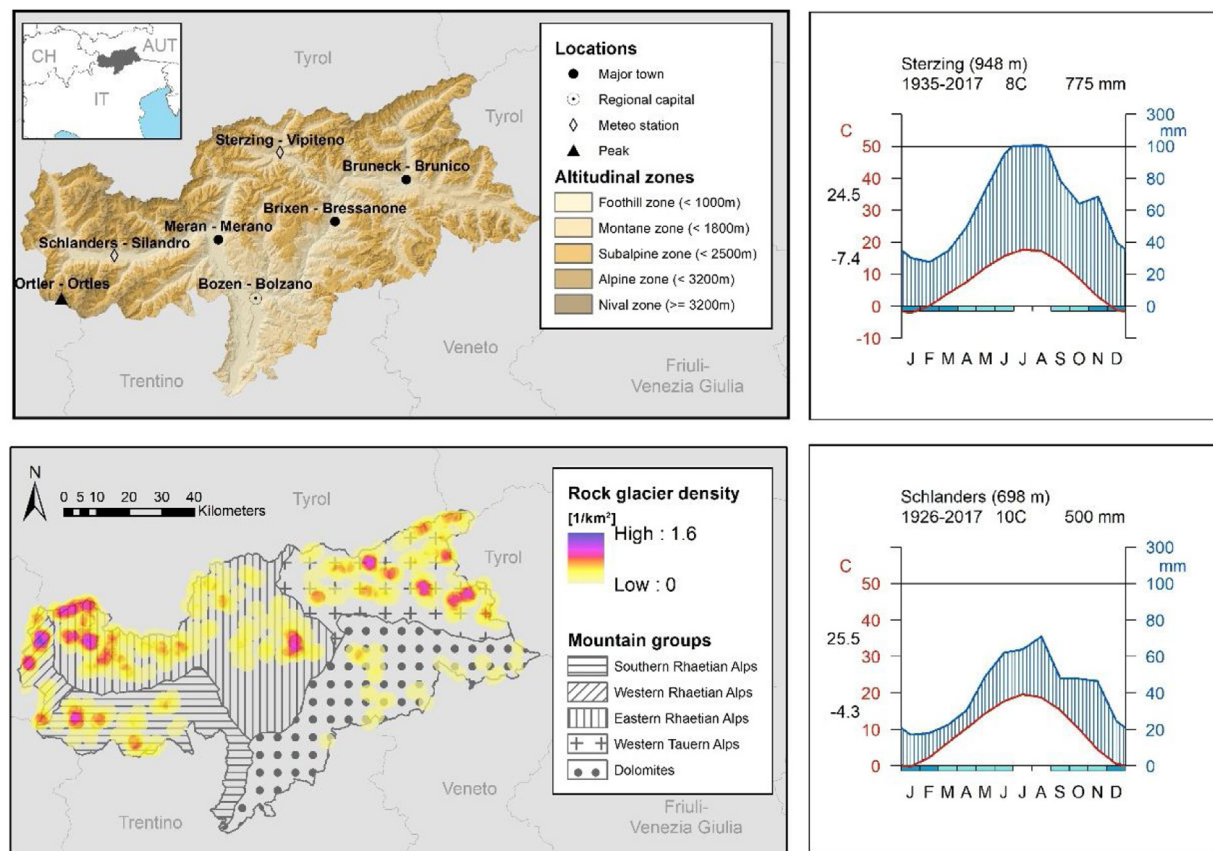 CH
AUT
IT
Tyrol
Tyrol
Sterzing - Vipiteno
Bruneck - Brunico
Brixen - Bressanone
Meran - Merano
Schlanders - Silandro
Ortler - Ortles
Bozen - Bolzano
Trentino
Veneto
Friuli-
Venezia Giulia
Locations
Major town
Regional capital
Meteo station
Peak
Altitudinal zones
Foothill zone (< 1000m)
Montane zone (< 1800m)
Subalpine zone (< 2500m)
Alpine zone (< 3200m)
Nival zone (>= 3200m)
Sterzing (948 m)
1935-2017 8C 775 mm
C
300
mm
50
100
40
80
24.5
30
60
20
40
-7.4
10
20
0
0
-10
J F M A M J J A S O N D
N
0 5 10 20 30 40
Kilometers
Tyrol
Tyrol
Trentino
Veneto
Friuli-
Venezia Giulia
Rock glacier density
[1/km²]
High : 1.6
Low : 0
Mountain groups
Southern Rhaetian Alps
Western Rhaetian Alps
Eastern Rhaetian Alps
Western Tauern Alps
Dolomites
Schlanders (698 m)
1926-2017 10C 500 mm
C
300
mm
50
100
40
80
25.5
30
60
20
40
-4.3
10
20
0
0
J F M A M J J A S O N D